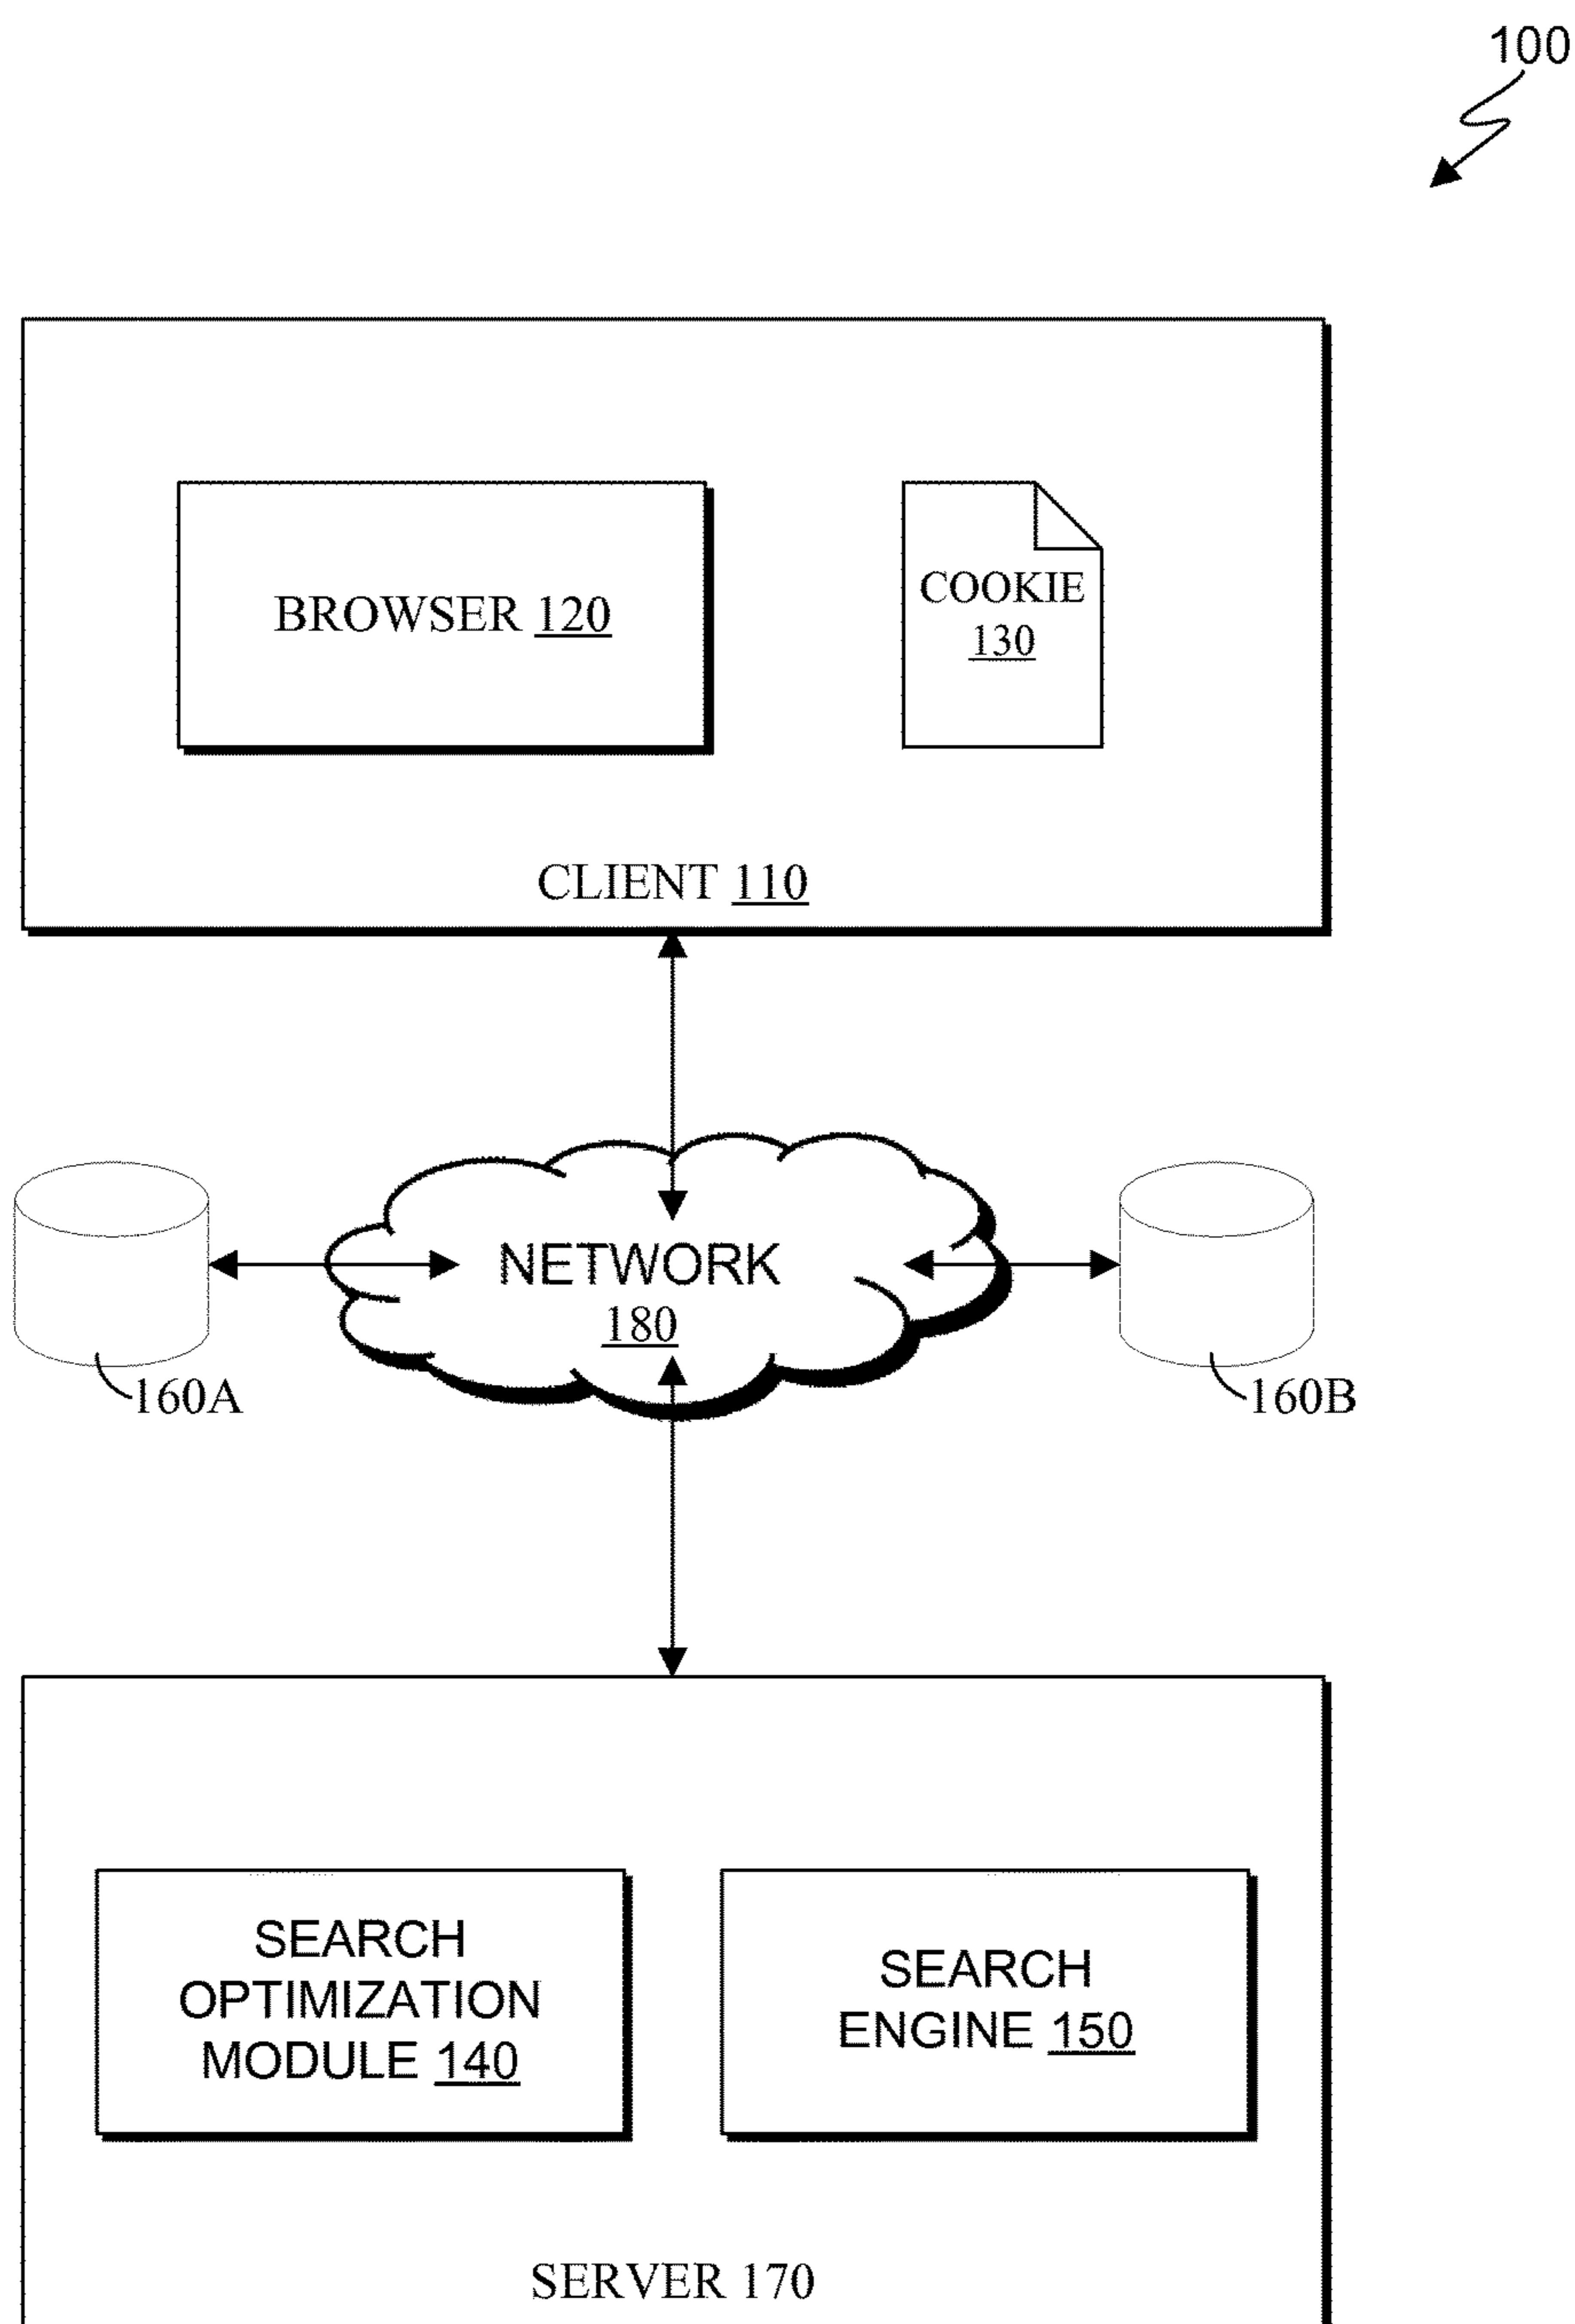 100
BROWSER 120
COOKIE
130
CLIENT 110
NETWORK
180
160A
160B
SEARCH
OPTIMIZATION
MODULE 140
SEARCH
ENGINE 150
SERVER 170